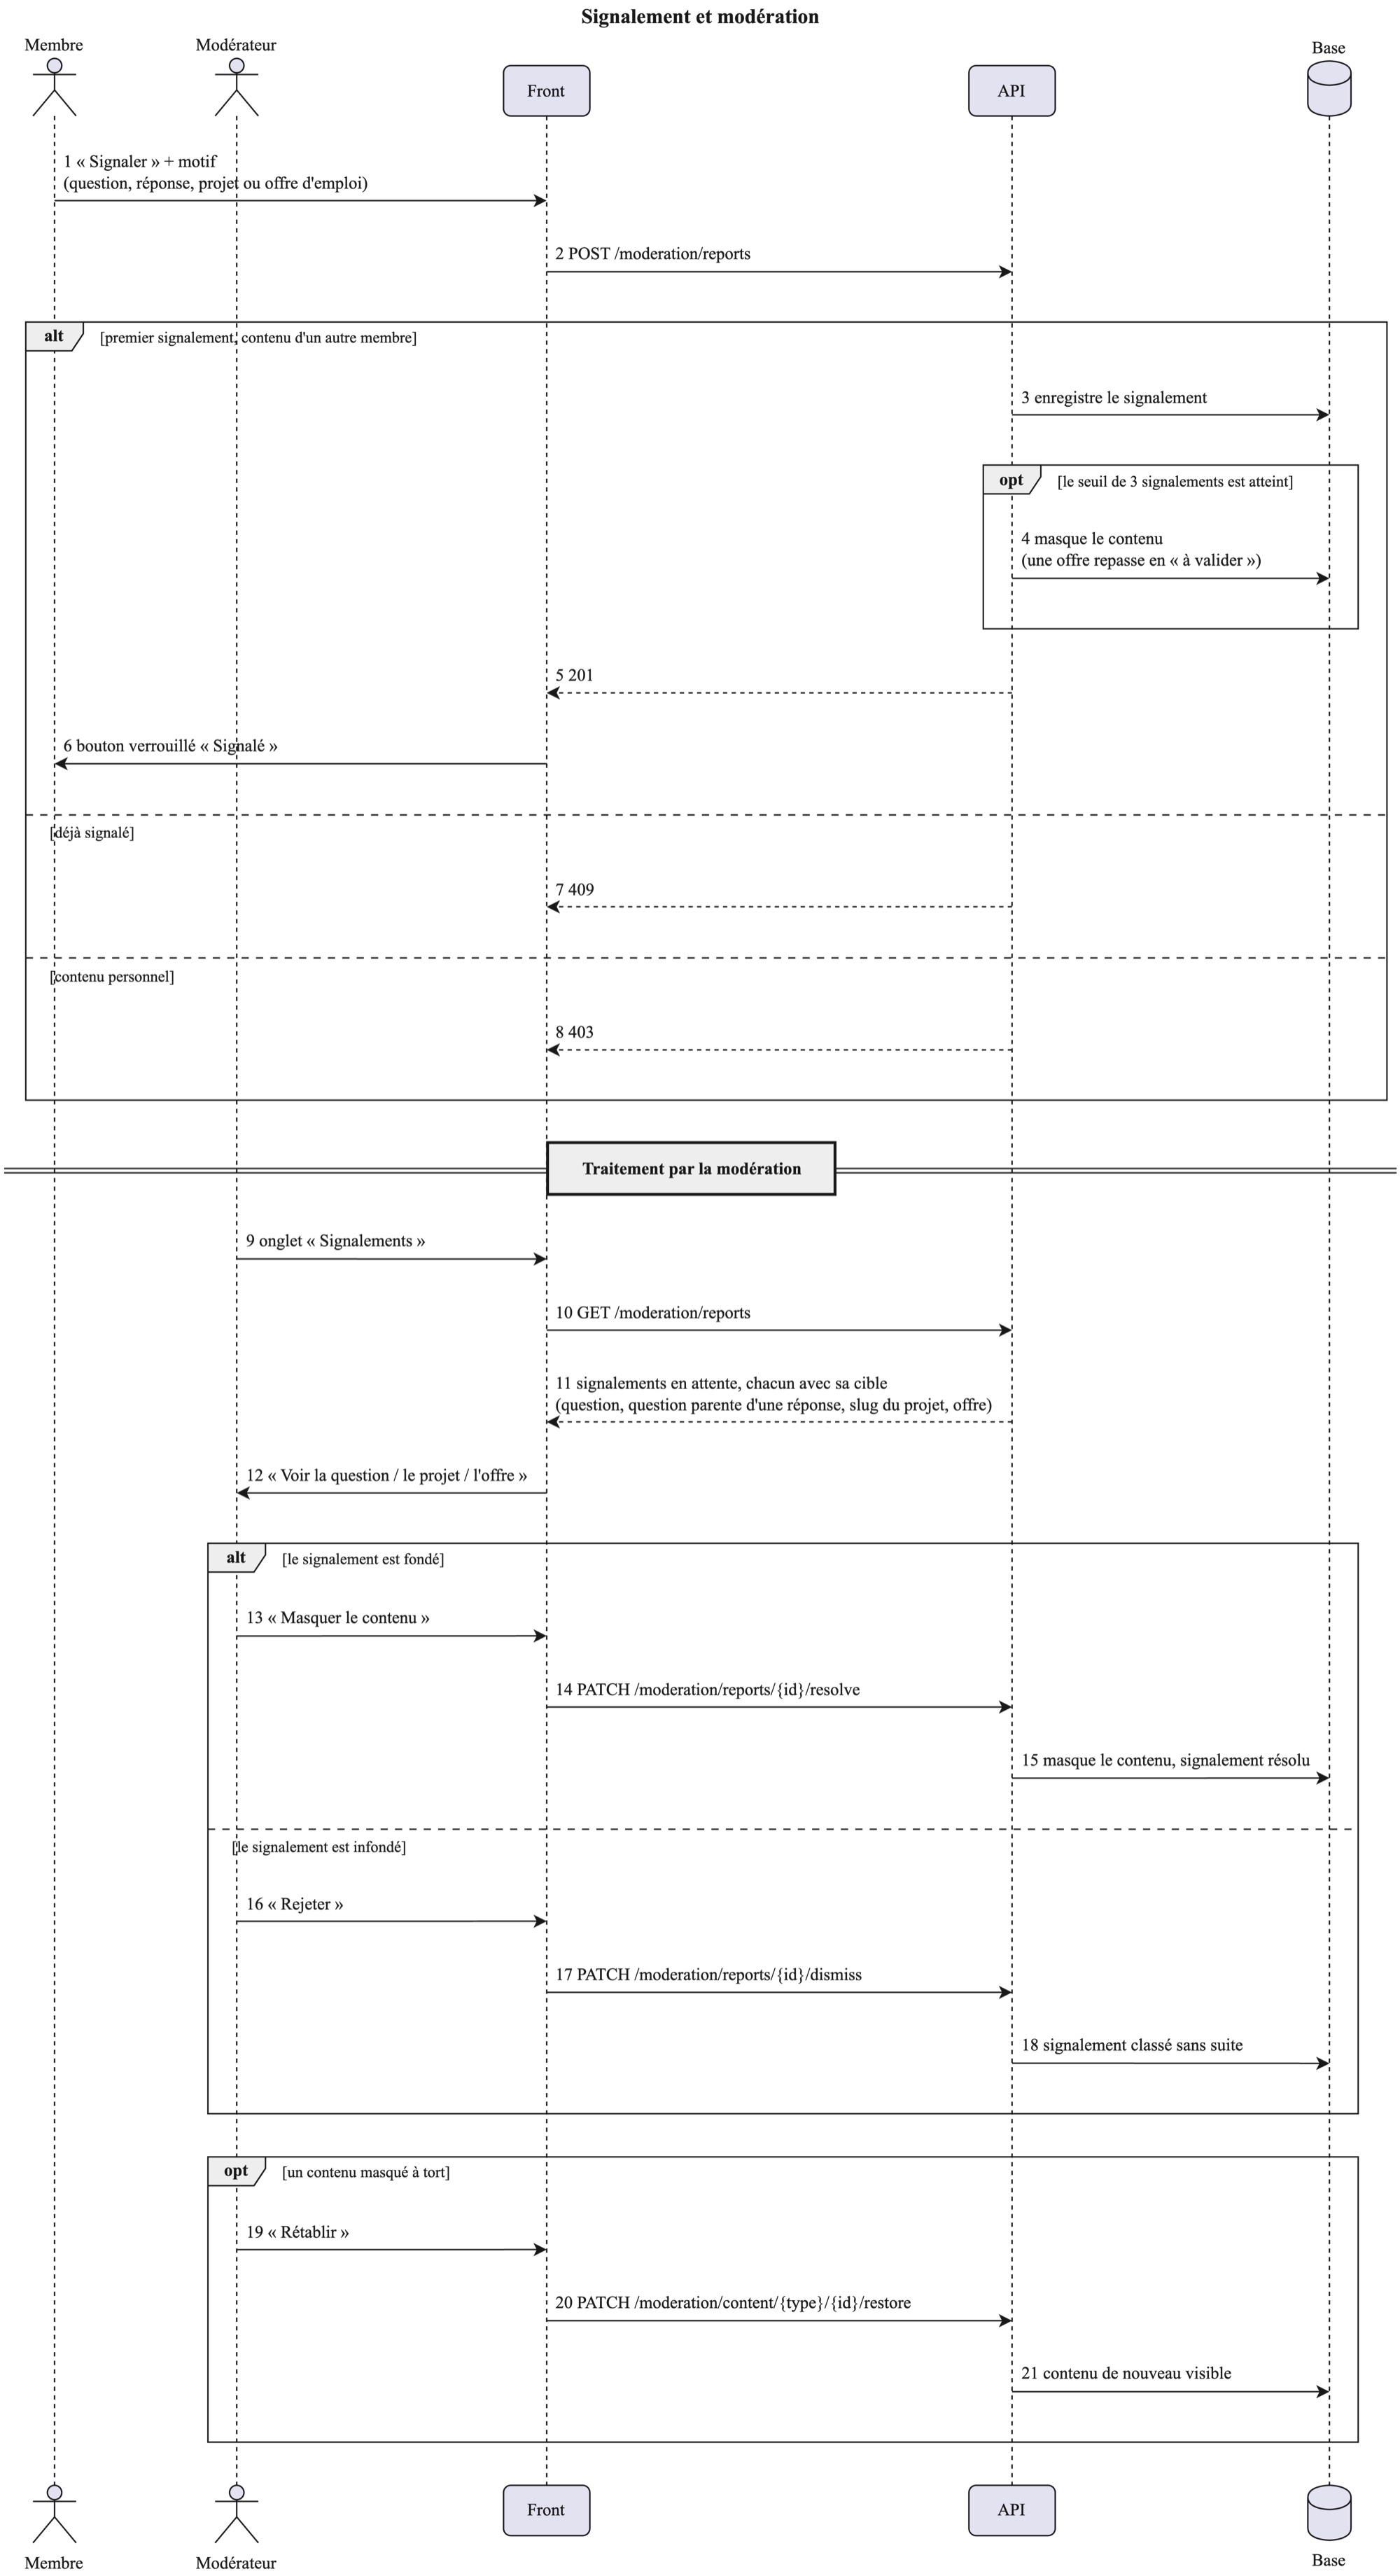 Signalement et modération
Membre
Modérateur
Front
API
Base
1 « Signaler » + motif
(question, réponse, projet ou offre d'emploi)
2 POST /moderation/reports
alt
[premier signalement, contenu d'un autre membre]
3 enregistre le signalement
opt
[le seuil de 3 signalements est atteint]
4 masque le contenu
(une offre repasse en « à valider »)
5 201
6 bouton verrouillé « Signalé »
[déjà signalé]
7 409
[contenu personnel]
8 403
Traitement par la modération
9 onglet « Signalements »
10 GET /moderation/reports
11 signalements en attente, chacun avec sa cible
(question, question parente d'une réponse, slug du projet, offre)
12 « Voir la question / le projet / l'offre »
alt
[le signalement est fondé]
13 « Masquer le contenu »
14 PATCH /moderation/reports/{id}/resolve
15 masque le contenu, signalement résolu
[le signalement est infondé]
16 « Rejeter »
17 PATCH /moderation/reports/{id}/dismiss
18 signalement classé sans suite
opt
[un contenu masqué à tort]
19 « Rétablir »
20 PATCH /moderation/content/{type}/{id}/restore
21 contenu de nouveau visible
Membre
Modérateur
Front
API
Base